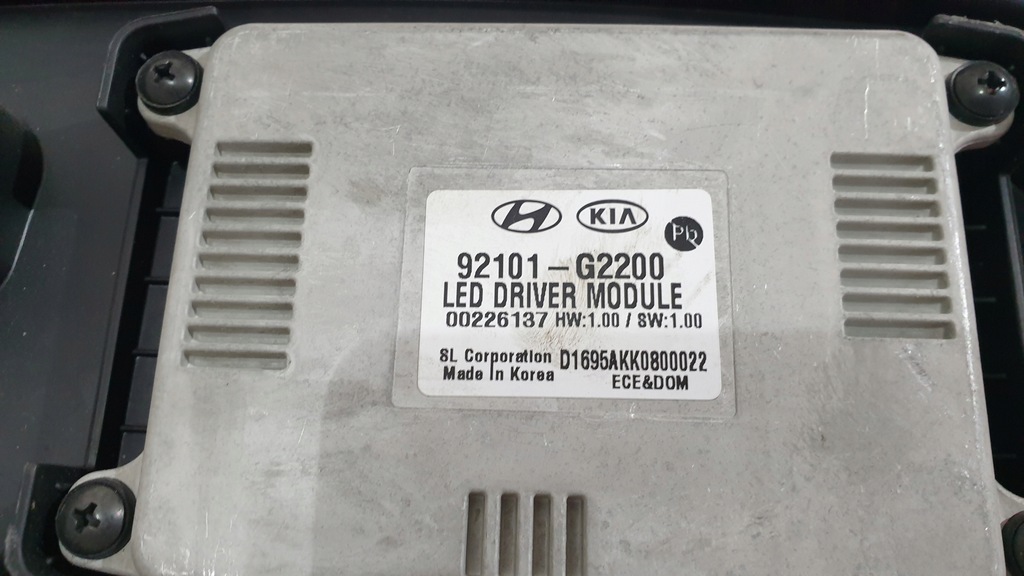 KIA
Pb
92101-G2200
LED DRIVER MODULE
00226137 HW:1.00 / SW:1.00
SL Corporation D1695AKK0800022
Made In Korea ECE&DOM